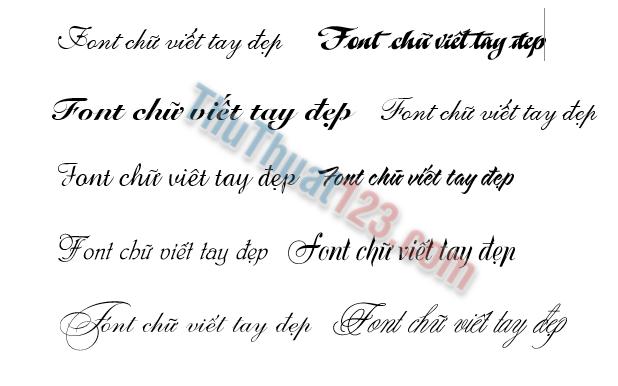 Font chữ viết tay đẹp Font chữ viết tay đẹp
Font chữ viết tay đẹp Font chữ viết tay đẹp
Font chữ viêt tay đẹp Font chữ viết tay đẹp
Font chữ viết tay đẹp Font chữ viết tay đẹp
Font chữ viết tay đẹp Font chữ viết tay đẹp
ThuThuat123.com